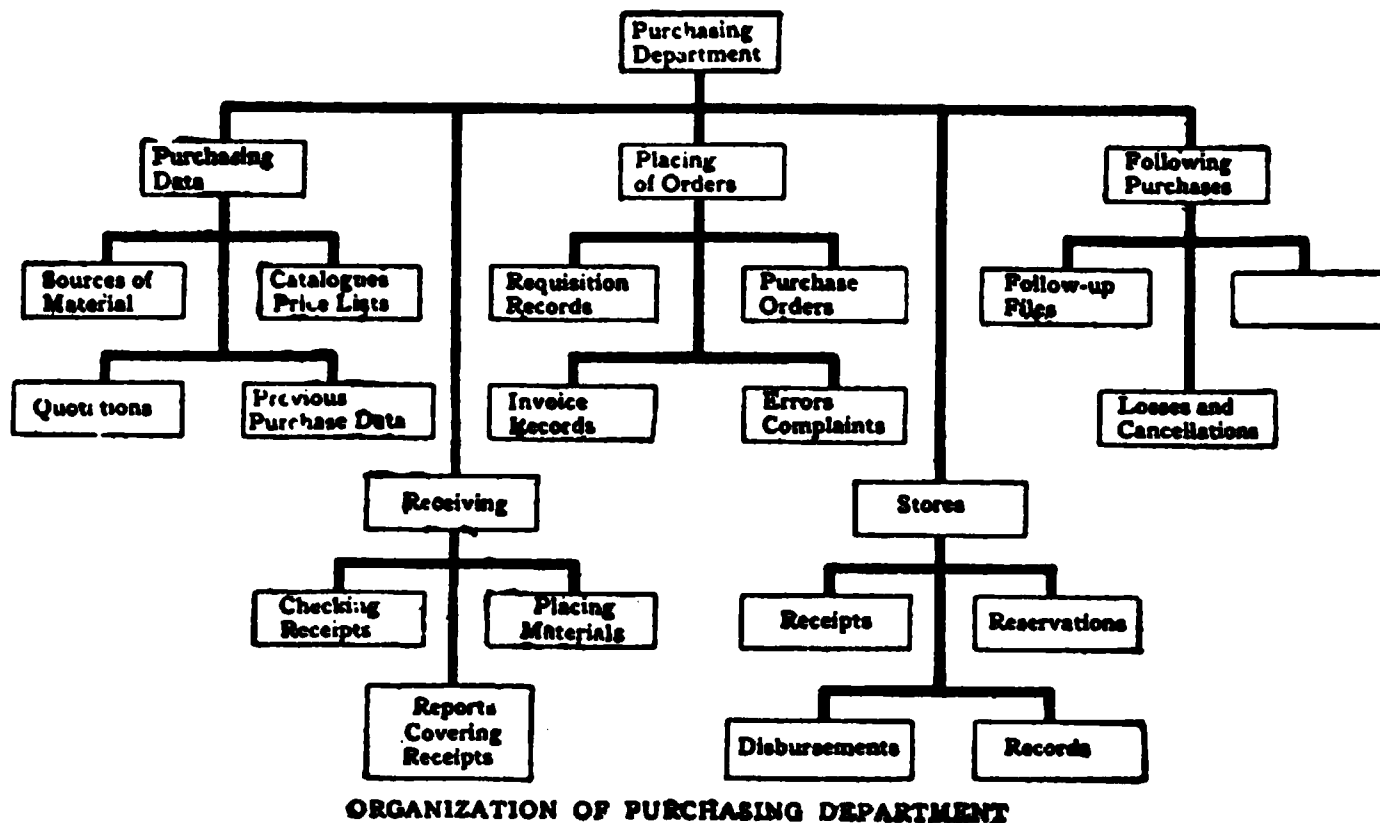 Purchasing
Department
Purchasing
Data
Placing
of Orders
Following
Purchases
Sources of
Material
Catalogues
Price Lists
Requisition
Records
Purchase
Orders
Follow-up
Files
Quotations
Previous
Purchase Data
Invoice
Records
Errors
Complaints
Losses and
Cancellations
Receiving
Stores
Checking
Receipts
Placing
Materials
Receipts
Reservations
Reports
Covering
Receipts
Disbursements
Records
ORGANIZATION OF PURCHASING DEPARTMENT